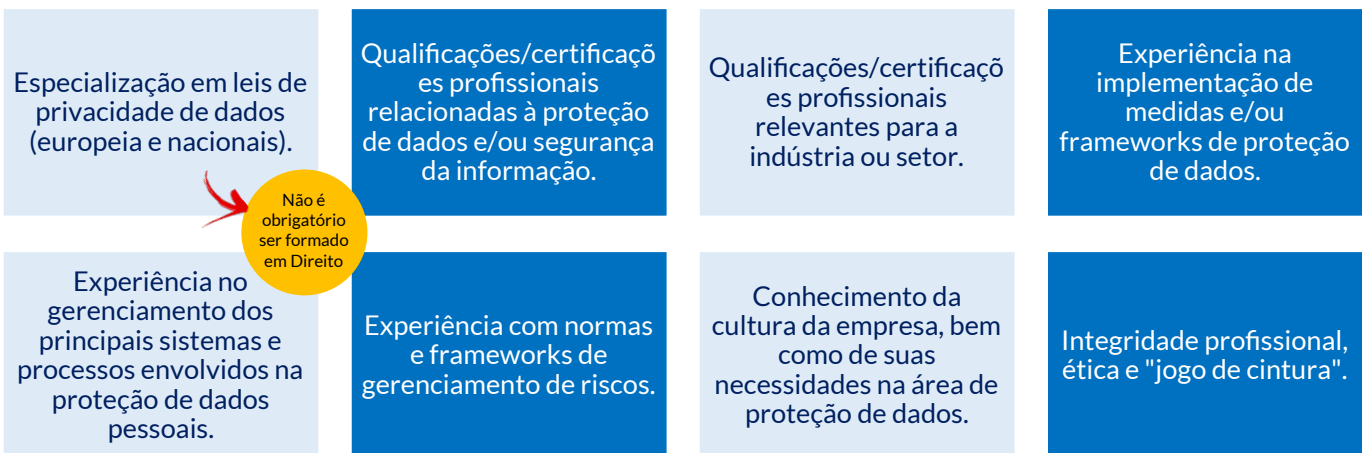 Especialização em leis de
privacidade de dados
(europeia e nacionais).
Qualificações/certificaçõ
es profissionais
relacionadas à proteção
de dados e/ou segurança
da informação.
Qualificações/certificaçõ
es profissionais
relevantes para a
indústria ou setor.
Experiência na
implementação de
medidas e/ou
frameworks de proteção
de dados.
Não é
obrigatório
ser formado
em Direito
Experiência no
gerenciamento dos
principais sistemas e
processos envolvidos na
proteção de dados
pessoais.
Experiência com normas
e frameworks de
gerenciamento de riscos.
Conhecimento da
cultura da empresa, bem
como de suas
necessidades na área de
proteção de dados.
Integridade profissional,
ética e "jogo de cintura".